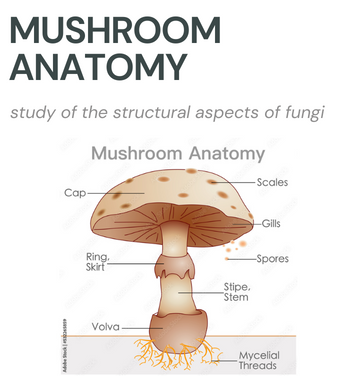 MUSHROOM
ANATOMY
study of the structural aspects of fungi
Mushroom Anatomy
Scales
Cap
Gills
Ring,
Skirt
Spores
Stipe,
Stem
Volva
Mycelial
Threads